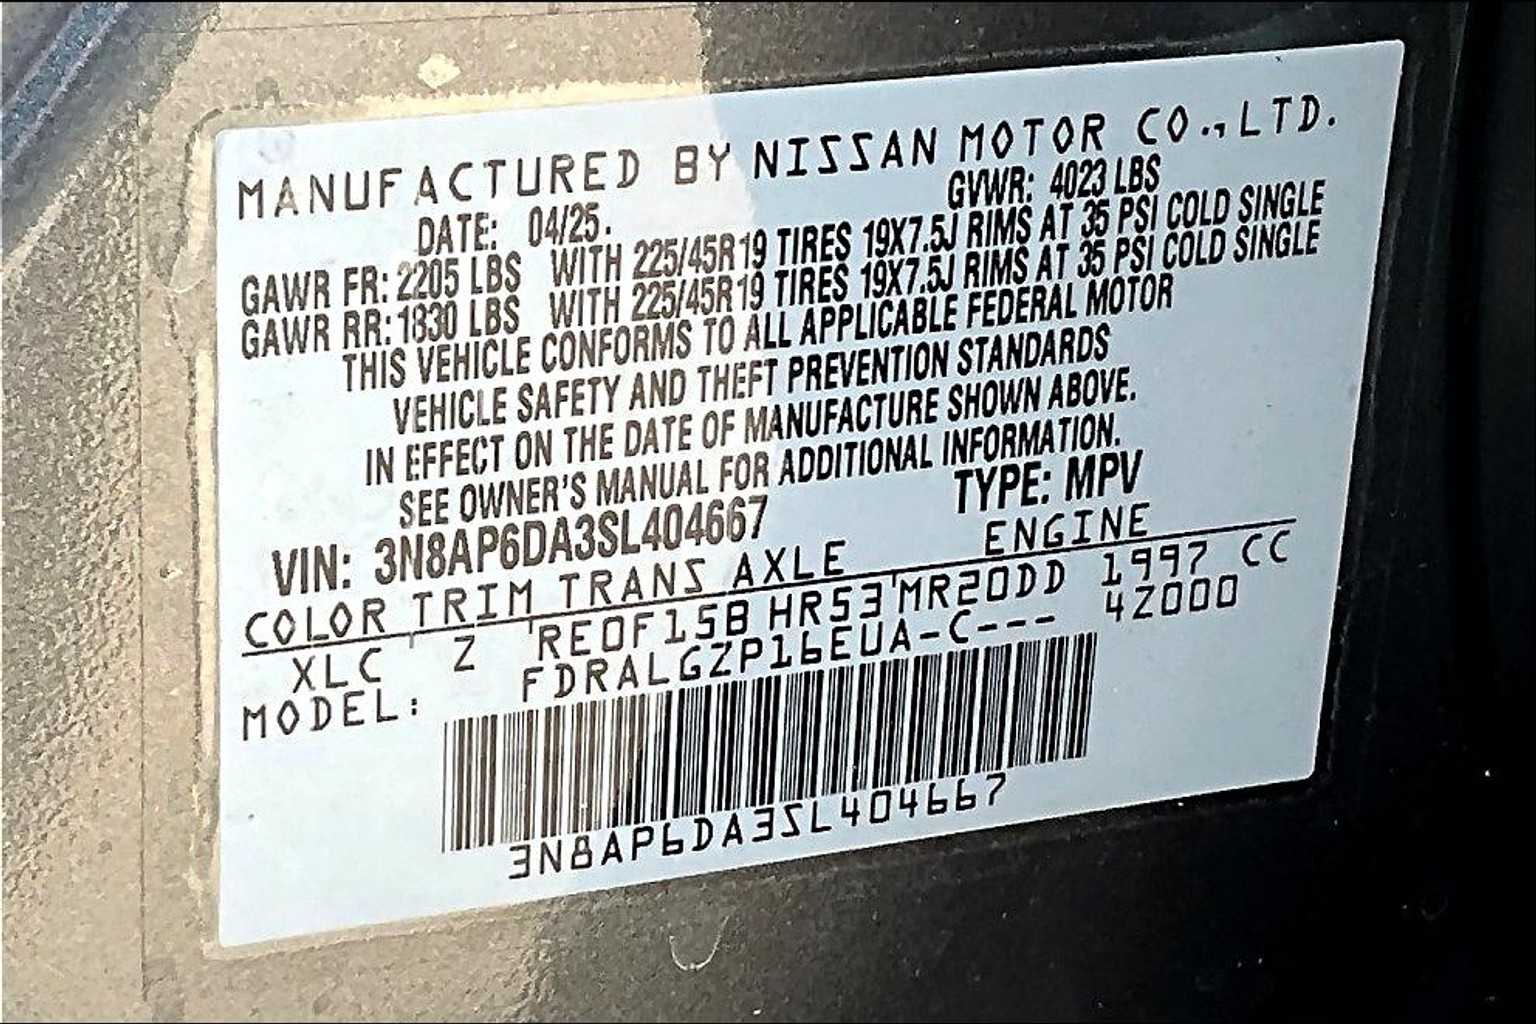 MANUFACTURED BY NISSAN MOTOR CO., LTD.
DATE: 04/25. GVWR: 4023 LBS
GAWR FR: 2205 LBS WITH 225/45R19 TIRES 19X7.5J RIMS AT 35 PSI COLD SINGLE
GAWR RR: 1830 LBS WITH 225/45R19 TIRES 19X7.5J RIMS AT 35 PSI COLD SINGLE
THIS VEHICLE CONFORMS TO ALL APPLICABLE FEDERAL MOTOR
VEHICLE SAFETY AND THEFT PREVENTION STANDARDS
IN EFFECT ON THE DATE OF MANUFACTURE SHOWN ABOVE.
SEE OWNER'S MANUAL FOR ADDITIONAL INFORMATION.
VIN: 3N8AP6DA3SL404667 TYPE: MPV
COLOR TRIM TRANS AXLE ENGINE
XLC Z RE0F15B HR53 MR20DD 1997 CC
MODEL: FDRALGZP16EUA-C--- 4Z000
3N8AP6DA3SL404667